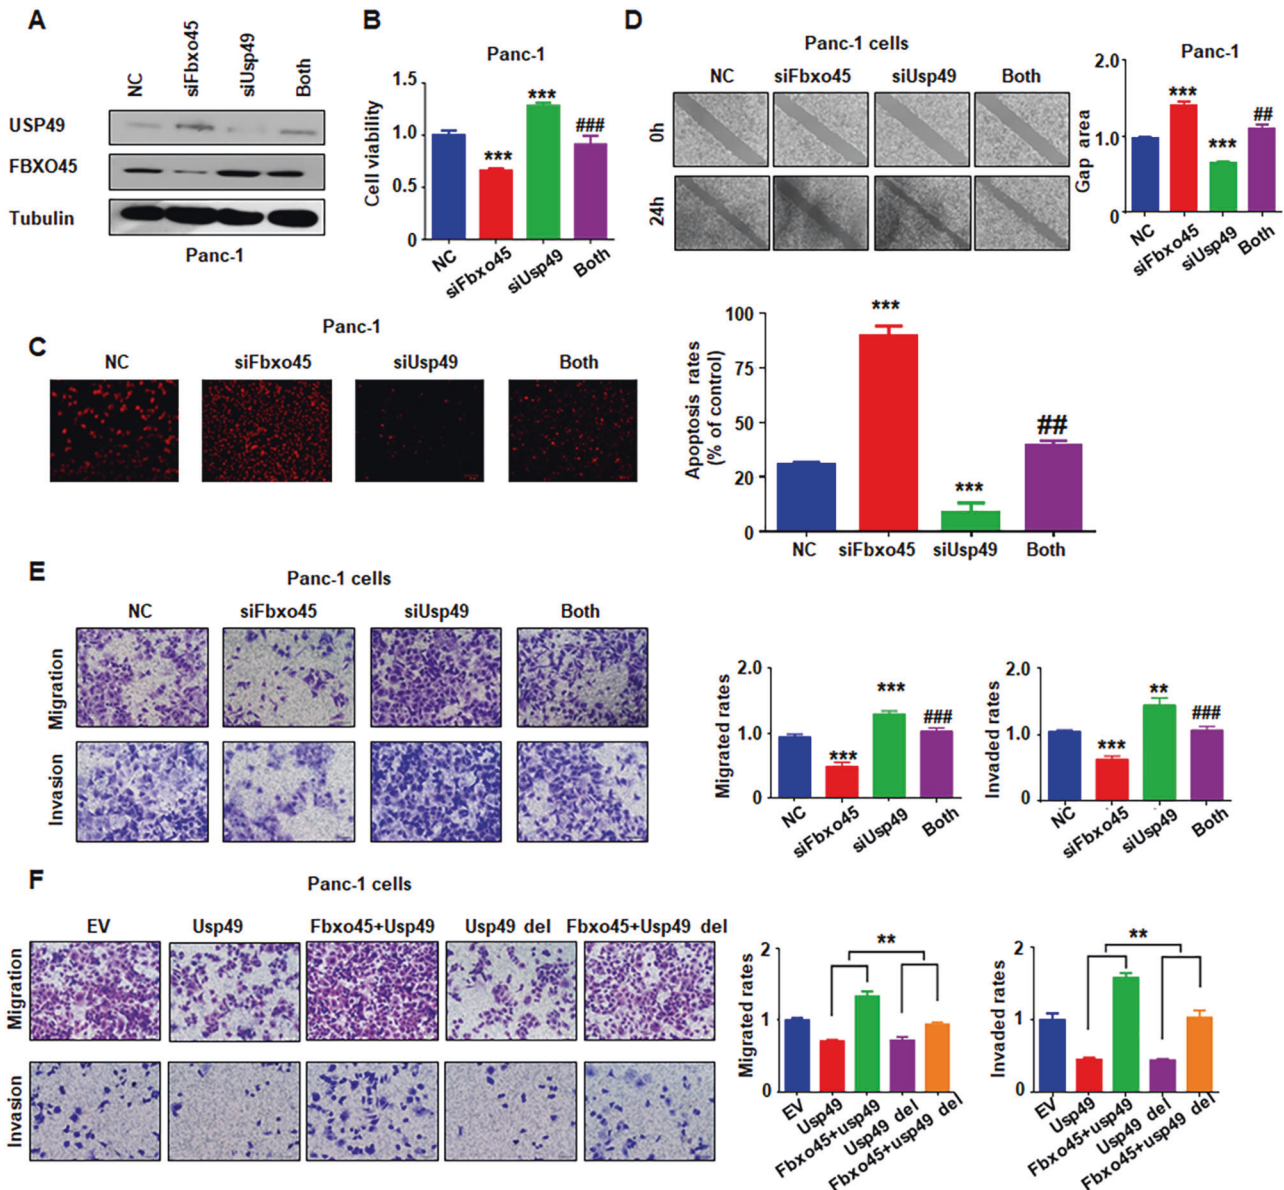 A
NC
siFbxo45
siUsp49
Both
USP49
FBXO45
Tubulin
Panc-1
B
Panc-1
Cell viability
1.5
1.0
0.5
0
***
***
###
NC
siFbxo45
siUsp49
Both
D
Panc-1 cells
NC
siFbxo45
siUsp49
Both
0h
24h
Panc-1
Gap area
2.0
1.0
0
***
***
##
NC
siFbxo45
siUsp49
Both
C
Panc-1
NC
siFbxo45
siUsp49
Both
Apoptosis rates
(% of control)
100
75
50
20
0
***
***
##
NC
siFbxo45
siUsp49
Both
E
Panc-1 cells
NC
siFbxo45
siUsp49
Both
Migration
Invasion
Migrated rates
2.0
1.0
0
***
***
###
NC
siFbxo45
siUsp49
Both
Invaded rates
2.0
1.0
0
***
**
###
NC
siFbxo45
siUsp49
Both
F
Panc-1 cells
EV
Usp49
Fbxo45+Usp49
Usp49 del
Fbxo45+Usp49 del
Migration
Invasion
Migrated rates
2
1
0
**
EV
Usp49
Fbxo45+usp49
Usp49 del
Fbxo45+usp49 del
Invaded rates
2
1
0
**
EV
Usp49
Fbxo45+usp49
Usp49 del
Fbxo45+usp49 del